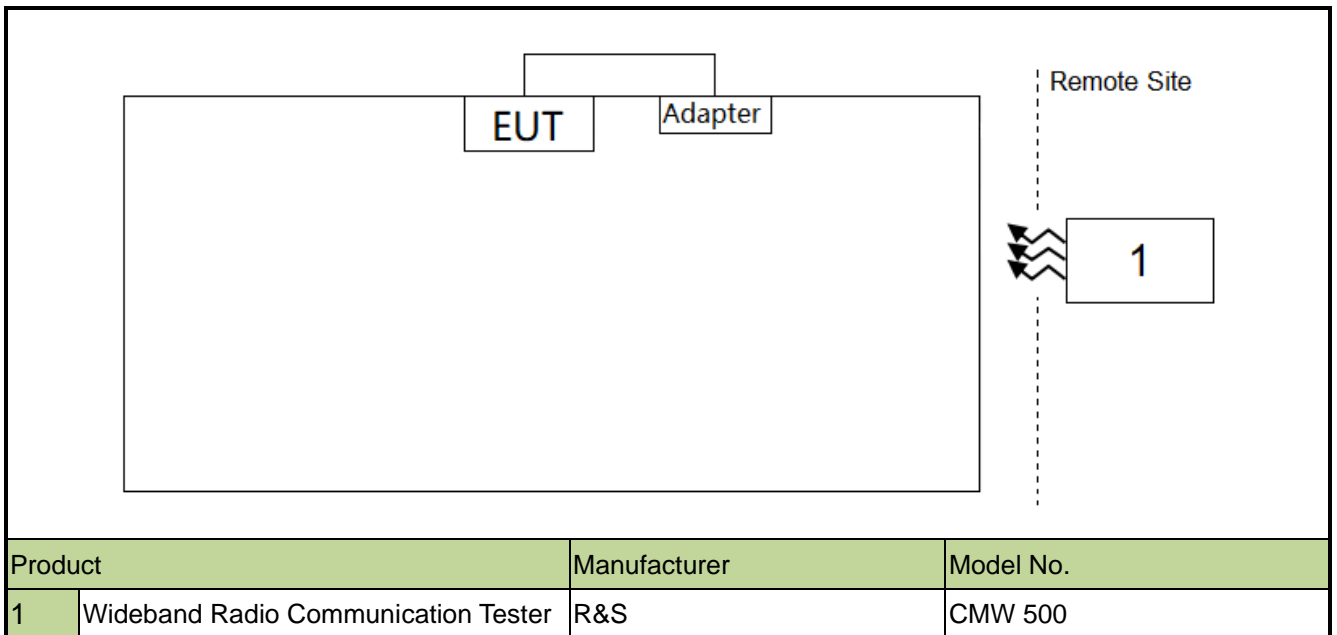 Remote Site
EUT
Adapter
1
Product Manufacturer Model No.
1 Wideband Radio Communication Tester R&S CMW 500